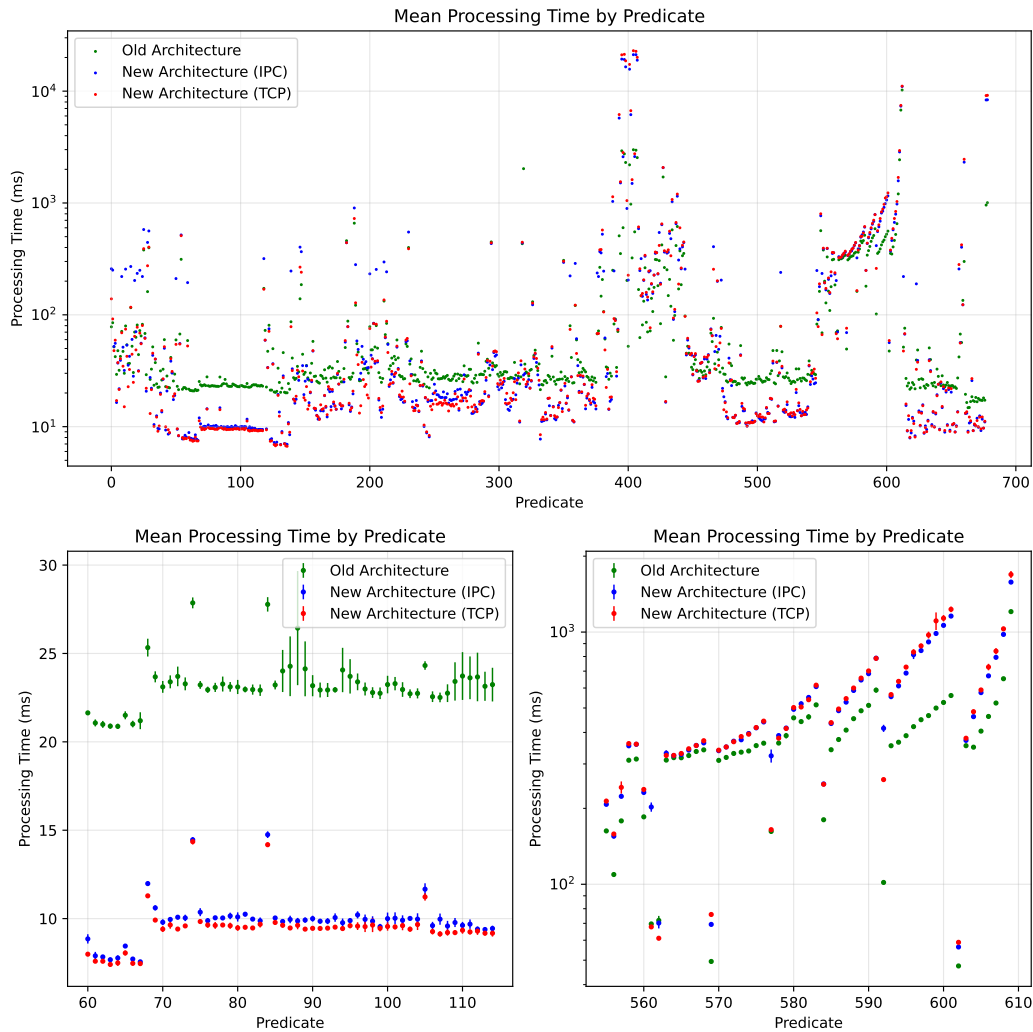 Mean Processing Time by Predicate
Old Architecture
New Architecture (IPC)
New Architecture (TCP)
Processing Time (ms)
10⁴
10³
10²
10¹
0 100 200 300 400 500 600 700
Predicate
Mean Processing Time by Predicate
Old Architecture
New Architecture (IPC)
New Architecture (TCP)
Processing Time (ms)
30
25
20
15
10
60 70 80 90 100 110
Predicate
Mean Processing Time by Predicate
Old Architecture
New Architecture (IPC)
New Architecture (TCP)
Processing Time (ms)
10³
10²
560 570 580 590 600 610
Predicate